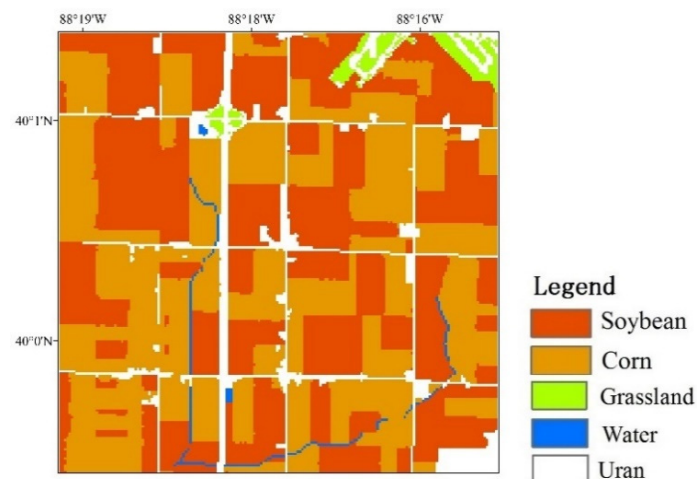 88°19'W 88°18'W 88°16'W
40°1'N
40°0'N
Legend
Soybean
Corn
Grassland
Water
Uran